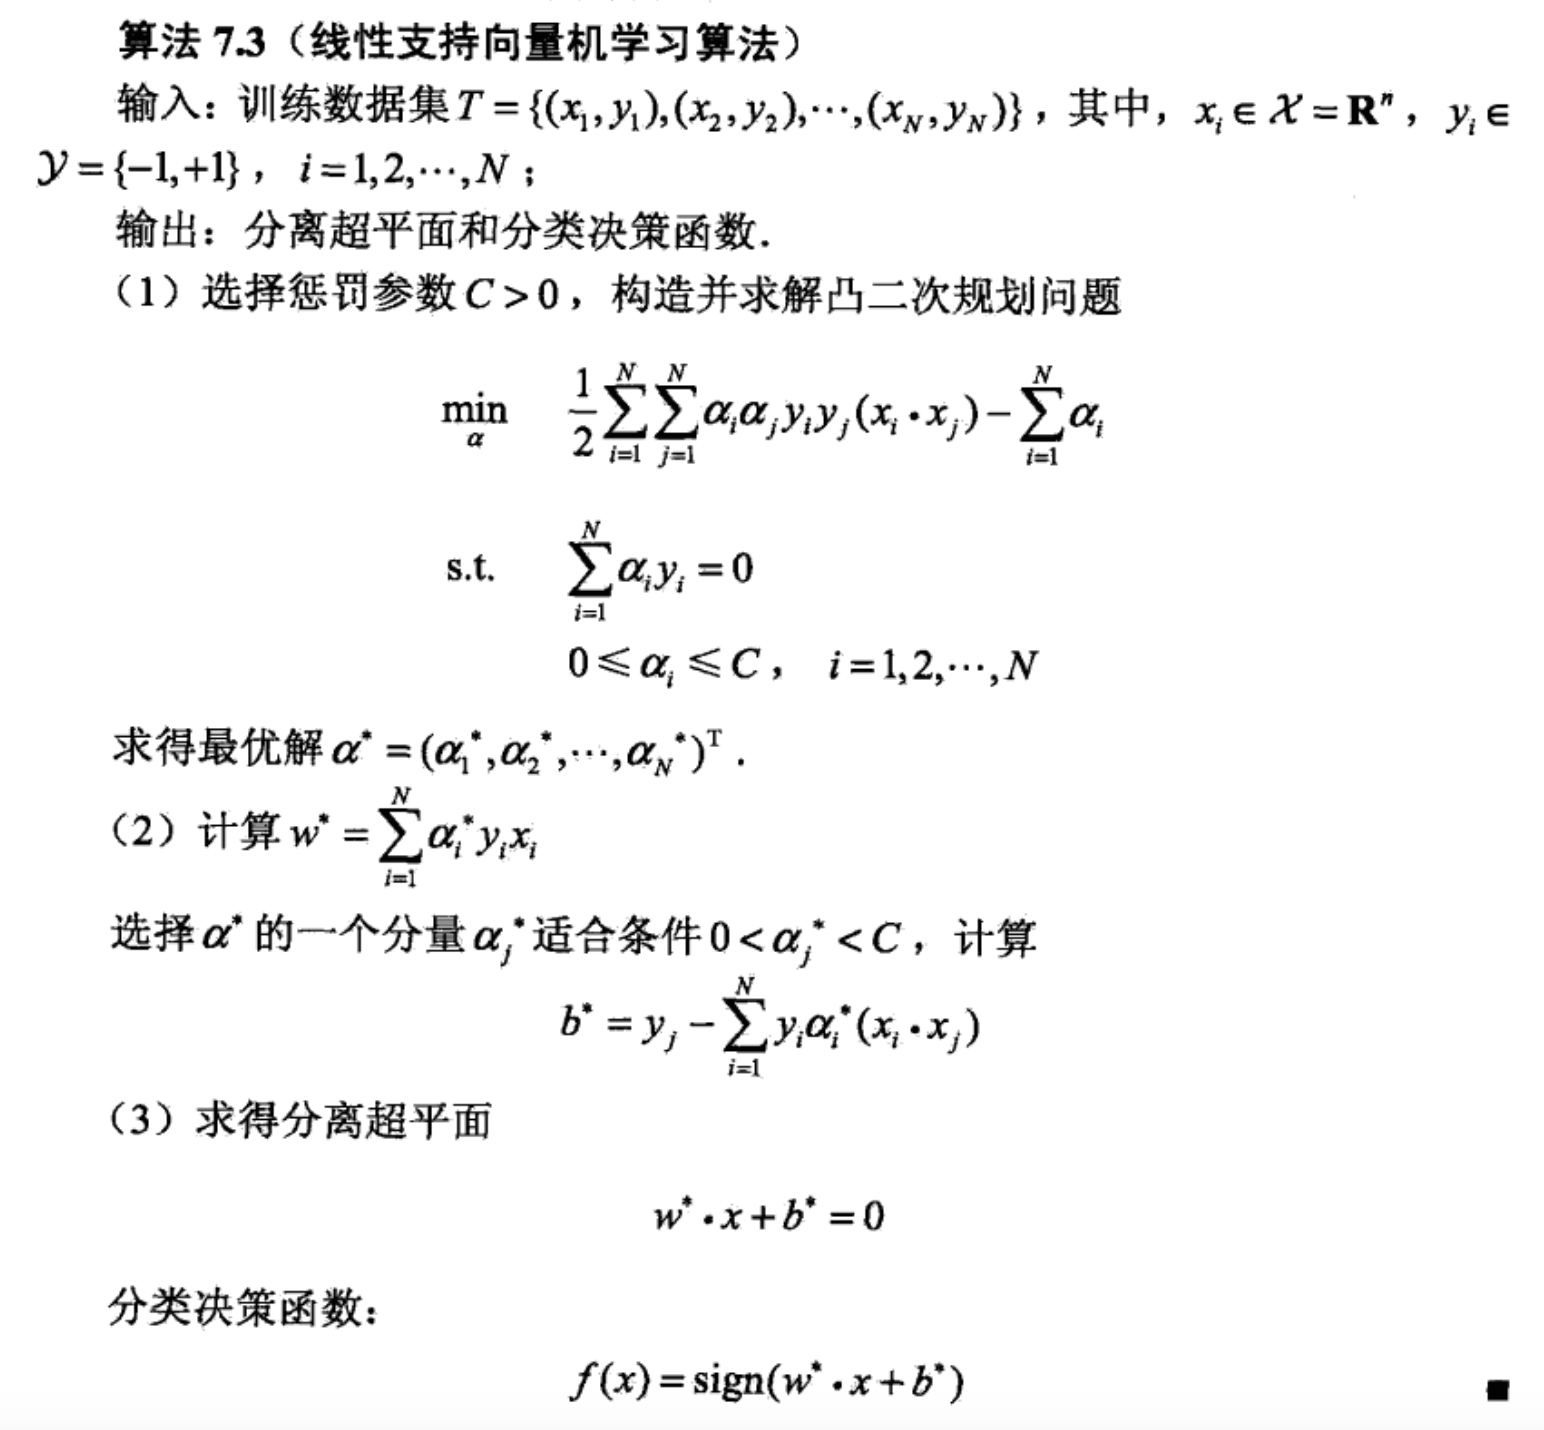 算法 7.3（线性支持向量机学习算法）
输入：训练数据集 $T = \{(x_1, y_1), (x_2, y_2), \cdots, (x_N, y_N)\}$，其中，$x_i \in \mathcal{X} = \mathbf{R}^n$，$y_i \in$
$\mathcal{Y} = \{-1, +1\}$，$i = 1, 2, \cdots, N$；
输出：分离超平面和分类决策函数.
（1）选择惩罚参数 $C > 0$，构造并求解凸二次规划问题
$\min_{\alpha} \quad \frac{1}{2} \sum_{i=1}^{N} \sum_{j=1}^{N} \alpha_i \alpha_j y_i y_j (x_i \cdot x_j) - \sum_{i=1}^{N} \alpha_i$
$\text{s.t.} \quad \sum_{i=1}^{N} \alpha_i y_i = 0$
$0 \leqslant \alpha_i \leqslant C, \quad i = 1, 2, \cdots, N$
求得最优解 $\alpha^* = (\alpha_1^*, \alpha_2^*, \cdots, \alpha_N^*)^{\mathrm{T}}$.
（2）计算 $w^* = \sum_{i=1}^{N} \alpha_i^* y_i x_i$
选择 $\alpha^*$ 的一个分量 $\alpha_j^*$ 适合条件 $0 < \alpha_j^* < C$，计算
$b^* = y_j - \sum_{i=1}^{N} y_i \alpha_i^* (x_i \cdot x_j)$
（3）求得分离超平面
$w^* \cdot x + b^* = 0$
分类决策函数：
$f(x) = \text{sign}(w^* \cdot x + b^*)$ ■